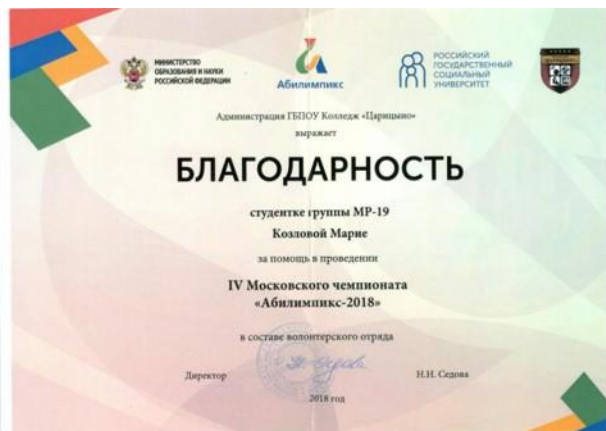 МИНИСТЕРСТВО
ОБРАЗОВАНИЯ И НАУКИ
РОССИЙСКОЙ ФЕДЕРАЦИИ
Абилимпикс
РОССИЙСКИЙ
ГОСУДАРСТВЕННЫЙ
СОЦИАЛЬНЫЙ
УНИВЕРСИТЕТ
Администрация ГБПОУ Колледж «Царицыно»
выражает
БЛАГОДАРНОСТЬ
студентке группы МР-19
Козловой Марие
за помощь в проведении
IV Московского чемпионата
«Абилимпикс-2018»
в составе волонтерского отряда
Директор
Н.Н. Седова
2018 год